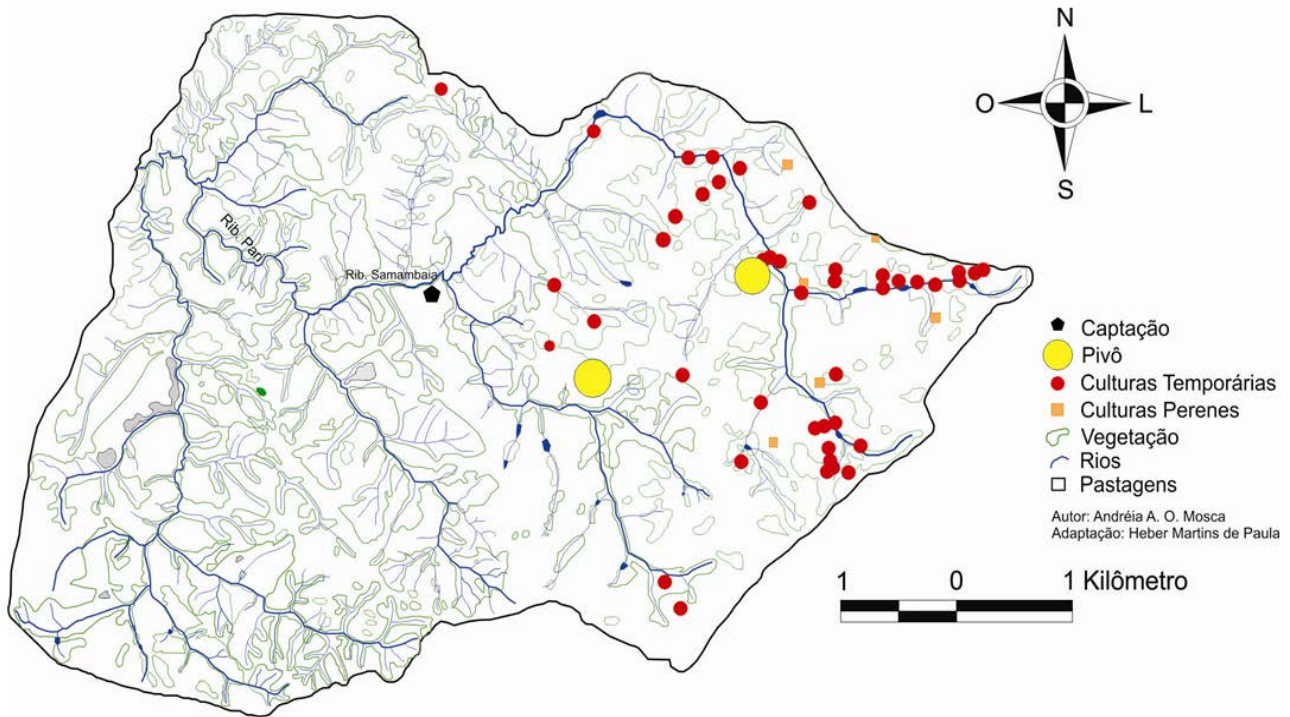 N
O
L
S
Rib. Pari
Rib. Samambaia
Captação
Pivô
Culturas Temporárias
Culturas Perenes
Vegetação
Rios
Pastagens
Autor: Andréia A. O. Mosca
Adaptação: Heber Martins de Paula
1 0 1 Kilômetro